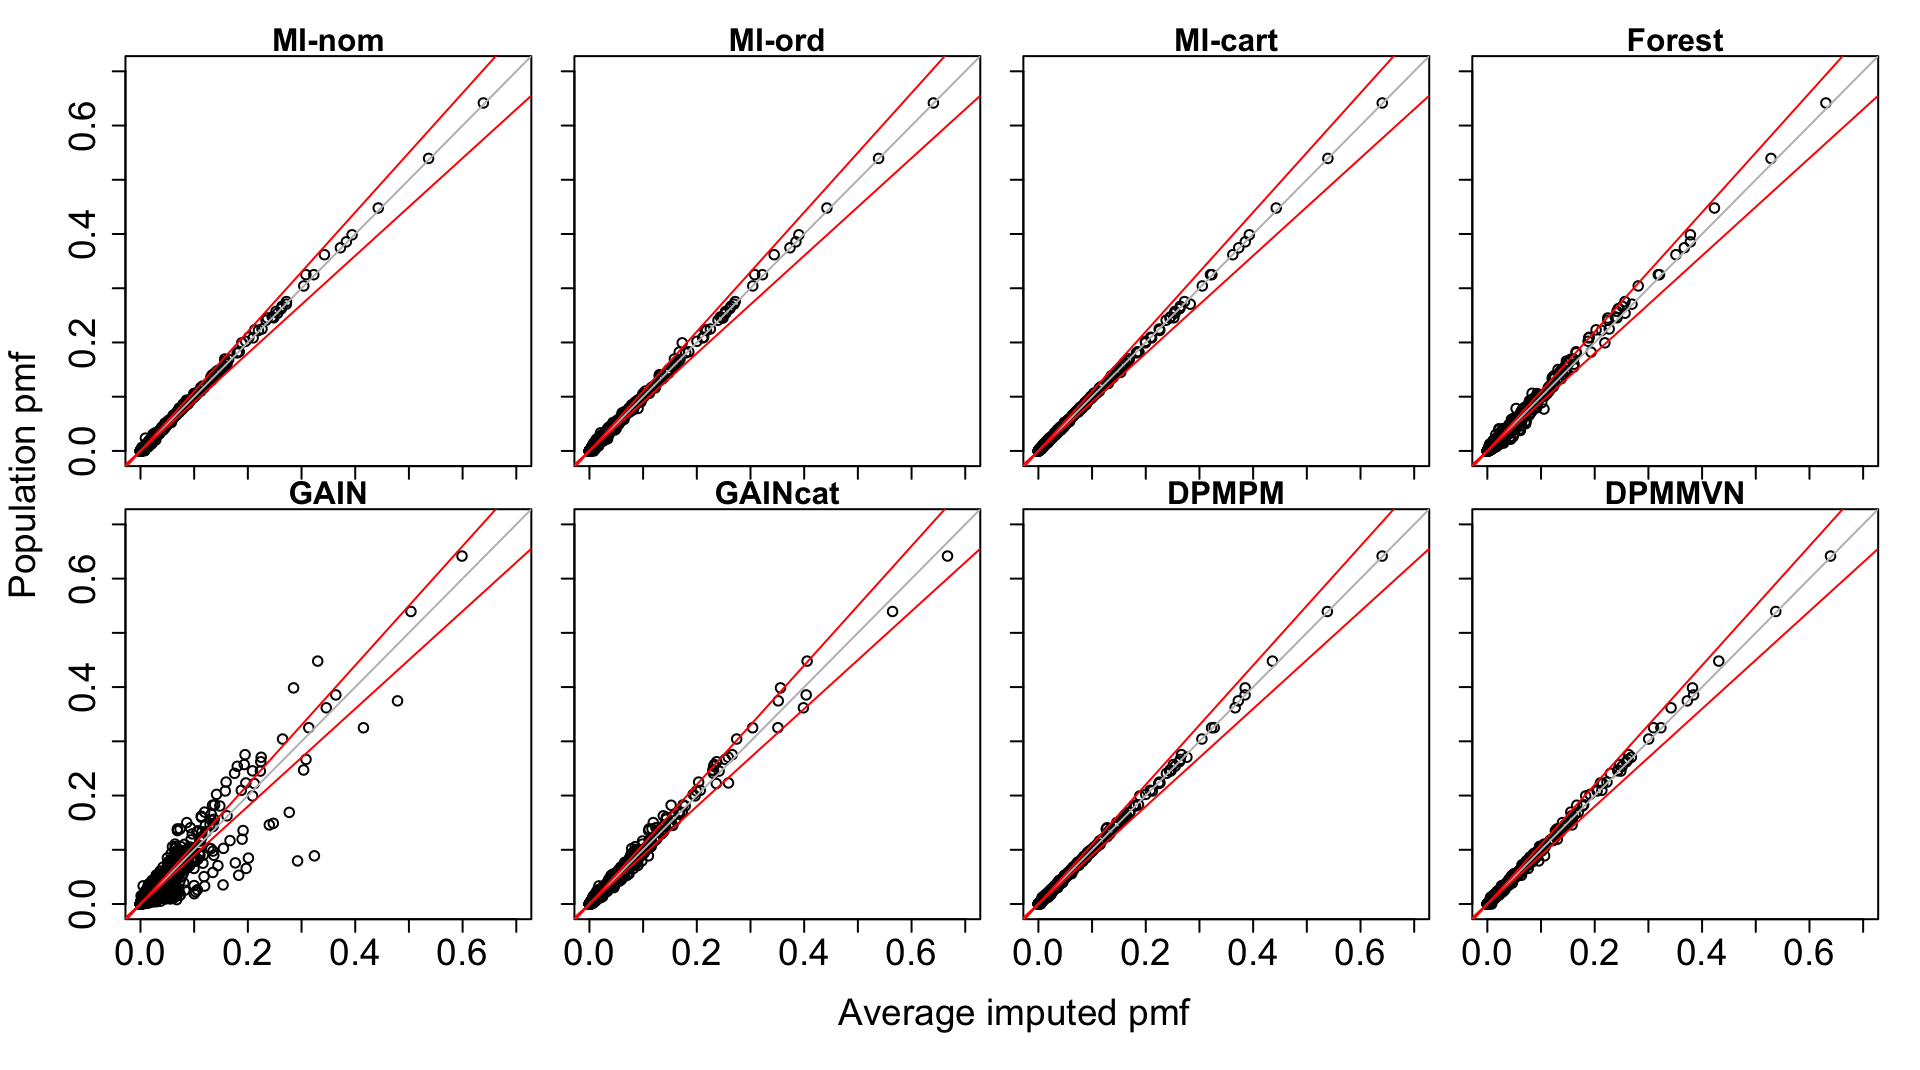 MI-nom MI-ord MI-cart Forest
0.6
0.4
0.2
0.0
GAIN GAINcat DPMPM DPMMVN
0.6
0.4
0.2
0.0
Population pmf
0.0 0.2 0.4 0.6 0.0 0.2 0.4 0.6 0.0 0.2 0.4 0.6 0.0 0.2 0.4 0.6
Average imputed pmf